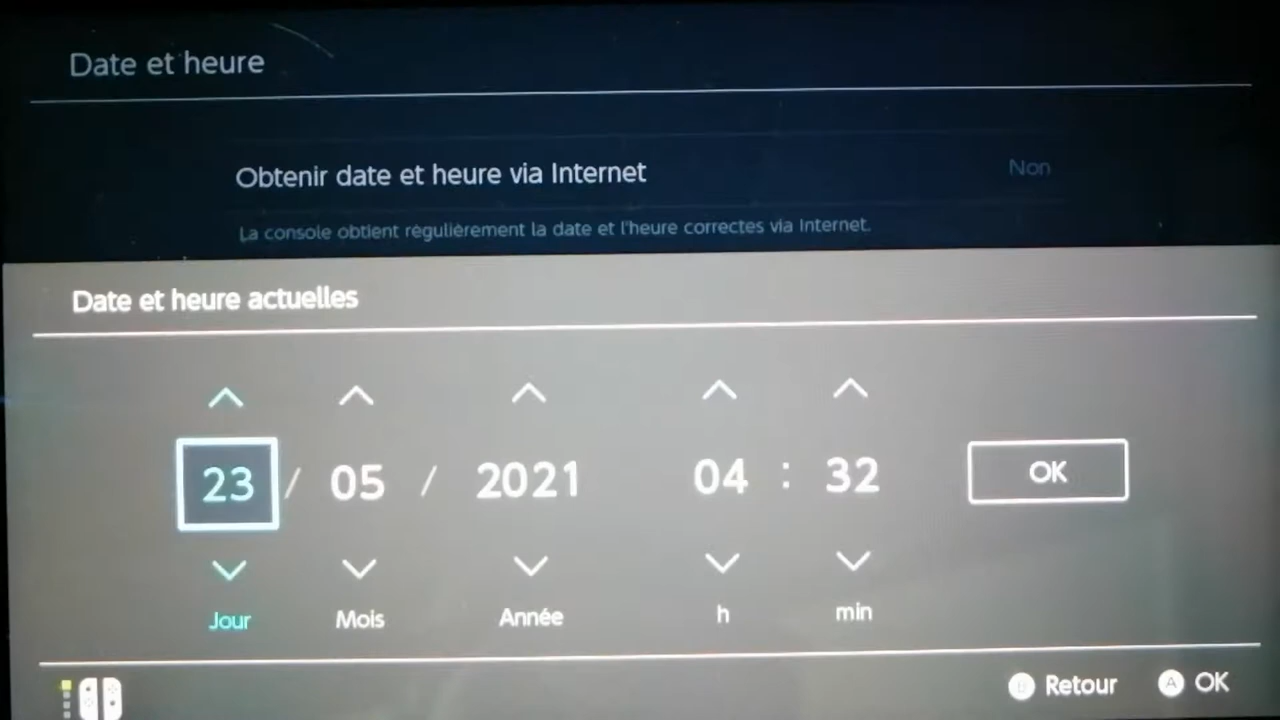 Date et heure
Obtenir date et heure via Internet Non
La console obtient régulièrement la date et l'heure correctes via Internet.
Date et heure actuelles
23 / 05 / 2021 04 : 32 OK
Jour Mois Année h min
B Retour A OK